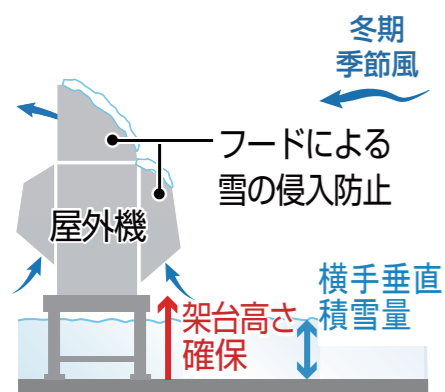 冬期
季節風
フードによる
雪の侵入防止
屋外機
横手垂直
積雪量
架台高さ
確保